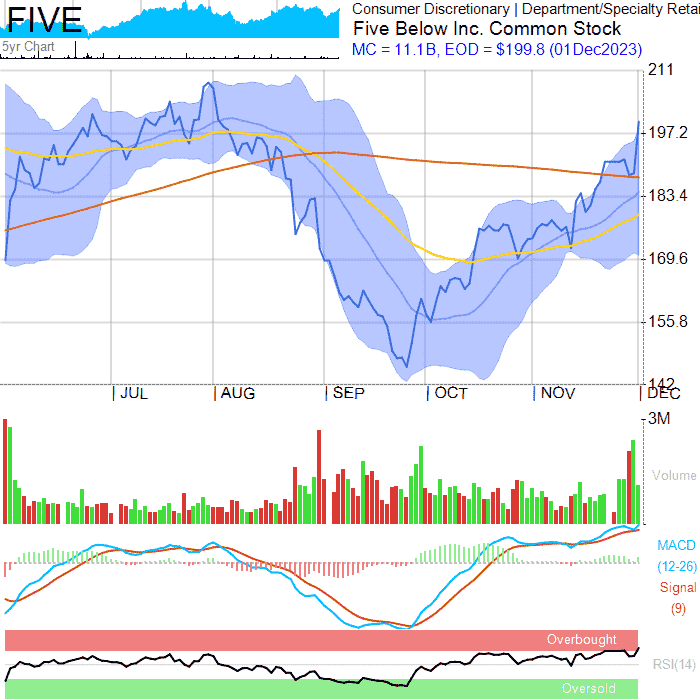 FIVE
5yr Chart
Consumer Discretionary | Department/Specialty Retai
Five Below Inc. Common Stock
MC = 11.1B, EOD = $199.8 (01Dec2023)
211
197.2
183.4
169.6
155.8
142
JUL AUG SEP OCT NOV DEC
3M
Volume
MACD
(12-26)
Signal
(9)
Overbought
RSI(14)
Oversold